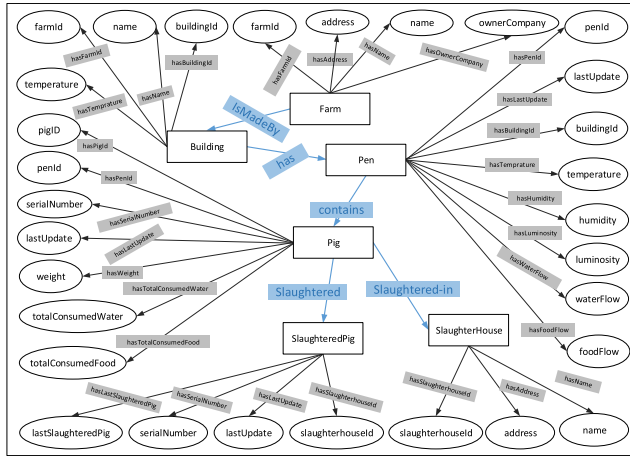 farmId
name
buildingId
farmId
address
name
ownerCompany
penId
hasFarmId
hasName
hasBuildingId
hasFarmId
hasAddress
hasName
hasOwnerCompany
hasPenId
temperature
hasTemprature
Farm
hasLastUpdate
lastUpdate
IsMadeBy
pigID
hasPigId
Building
has
Pen
hasBuildingId
buildingId
penId
hasPenId
hasTemprature
temperature
serialNumber
hasSerialNumber
contains
hasHumidity
humidity
lastUpdate
hasLastUpdate
Pig
hasLuminosity
luminosity
weight
hasWeight
hasWaterFlow
waterFlow
totalConsumedWater
hasTotalConsumedWater
Slaughtered
Slaughtered-in
totalConsumedFood
hasTotalConsumedFood
SlaughteredPig
SlaughterHouse
hasFoodFlow
foodFlow
hasLastSlaughteredPig
hasSerialNumber
hasLastUpdate
hasSlaughterhouseId
hasSlaughterhouseId
hasAddress
hasName
lastSlaughteredPig
serialNumber
lastUpdate
slaughterhouseId
slaughterhouseId
address
name